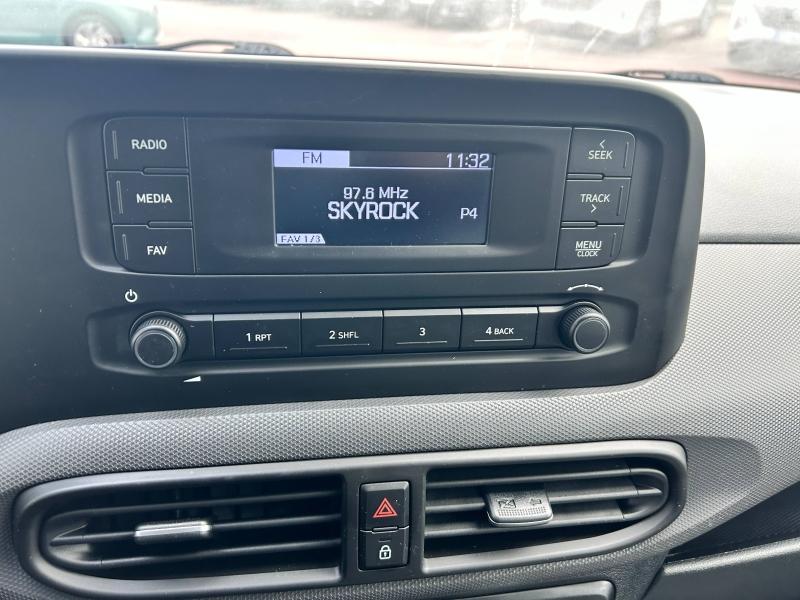 RADIO
MEDIA
FAV
FM 11:32
97.6 MHz
SKYROCK P4
FAV 1/3
SEEK
TRACK
MENU
CLOCK
1 RPT 2 SHFL 3 4 BACK